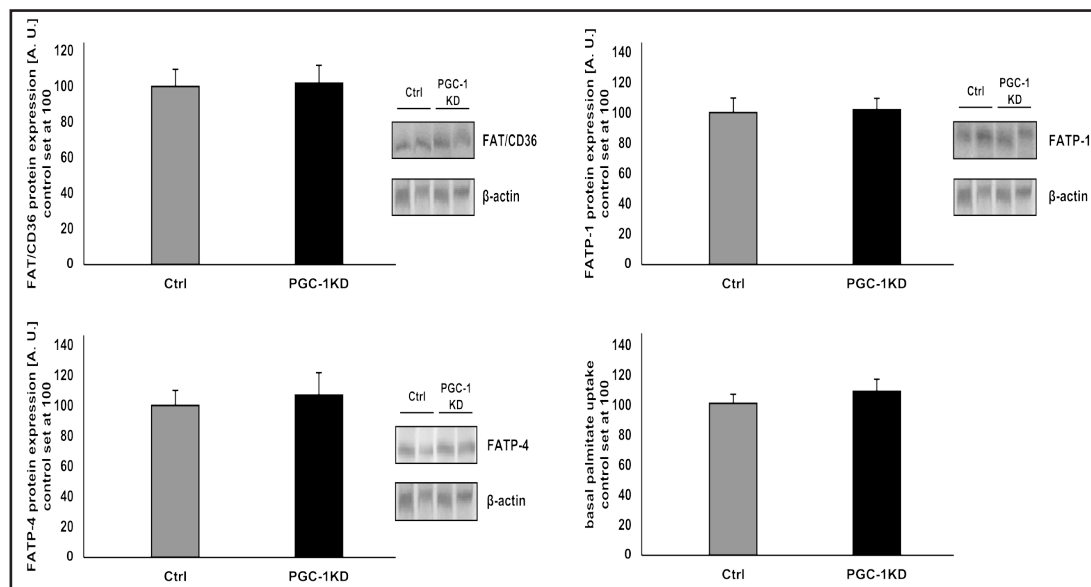 FAT/CD36 protein expression [A. U.]
control set at 100
120
100
80
60
40
20
0
Ctrl
PGC-1KD
Ctrl
PGC-1
KD
FAT/CD36
β-actin
FATP-1 protein expression [A. U.]
control set at 100
140
120
100
80
60
40
20
0
Ctrl
PGC-1KD
Ctrl
PGC-1
KD
FATP-1
β-actin
FATP-4 protein expression [A. U.]
control set at 100
140
120
100
80
60
40
20
0
Ctrl
PGC-1KD
Ctrl
PGC-1
KD
FATP-4
β-actin
basal palmitate uptake
control set at 100
140
120
100
80
60
40
20
0
Ctrl
PGC-1KD